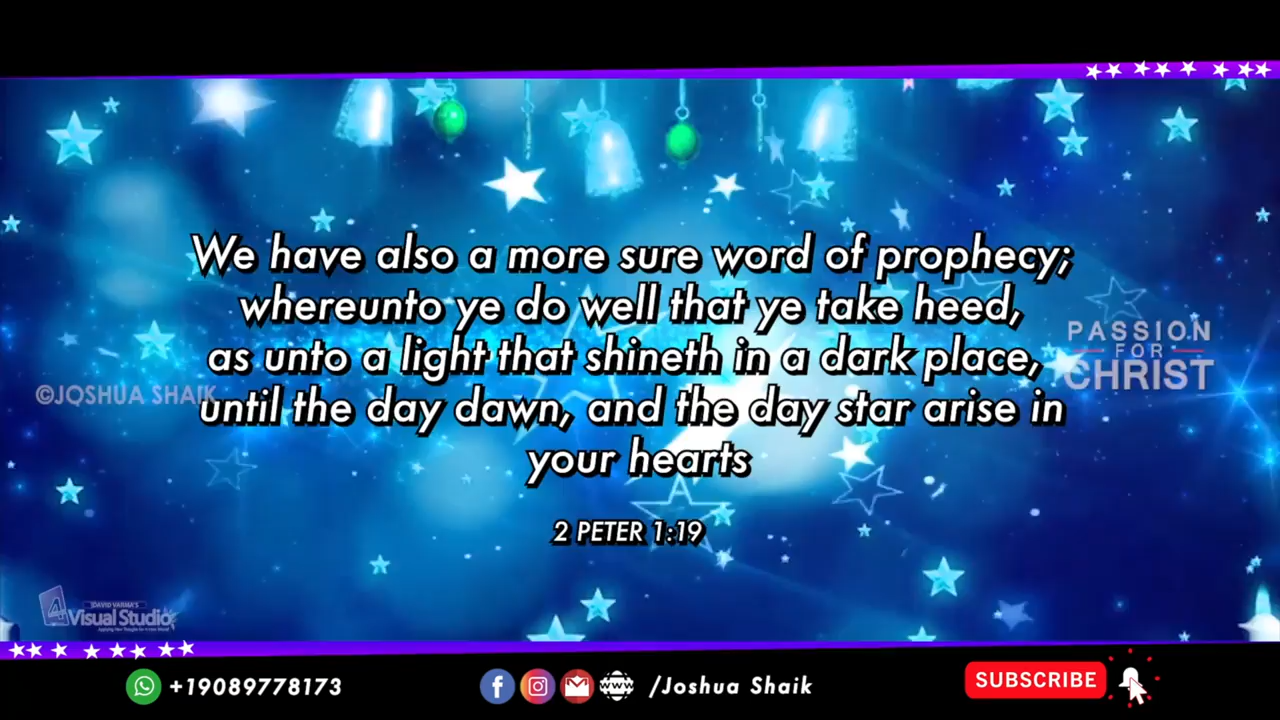 We have also a more sure word of prophecy;
whereunto ye do well that ye take heed,
as unto a light that shineth in a dark place,
until the day dawn, and the day star arise in
your hearts
2 PETER 1:19
PASSION
FOR
CHRIST
©JOSHUA SHAIK
DAVID VARMA'S
4 Visual Studio
+19089778173
/Joshua Shaik
SUBSCRIBE